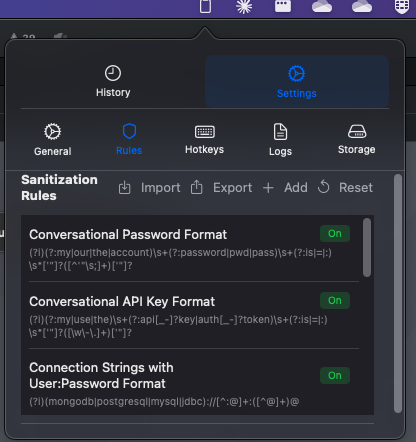 39
History
Settings
General
Rules
Hotkeys
Logs
Storage
Sanitization
Rules
Import
Export
Add
Reset
Conversational Password Format
On
(?i)(?:my|our|the|account)\s+(?:password|pwd|pass)\s+(?:is|=|:)
\s*['"]?([^'"\s;]+)['"]?
Conversational API Key Format
On
(?i)(?:my|use|the)\s+(?:api[_-]?key|auth[_-]?token)\s+(?:is|=|:)
\s*['"]?([\w\-\.]+)['"]?
Connection Strings with
User:Password Format
On
(?i)(mongodb|postgresql|mysql|jdbc)://[^:@]+:([^@]+)@